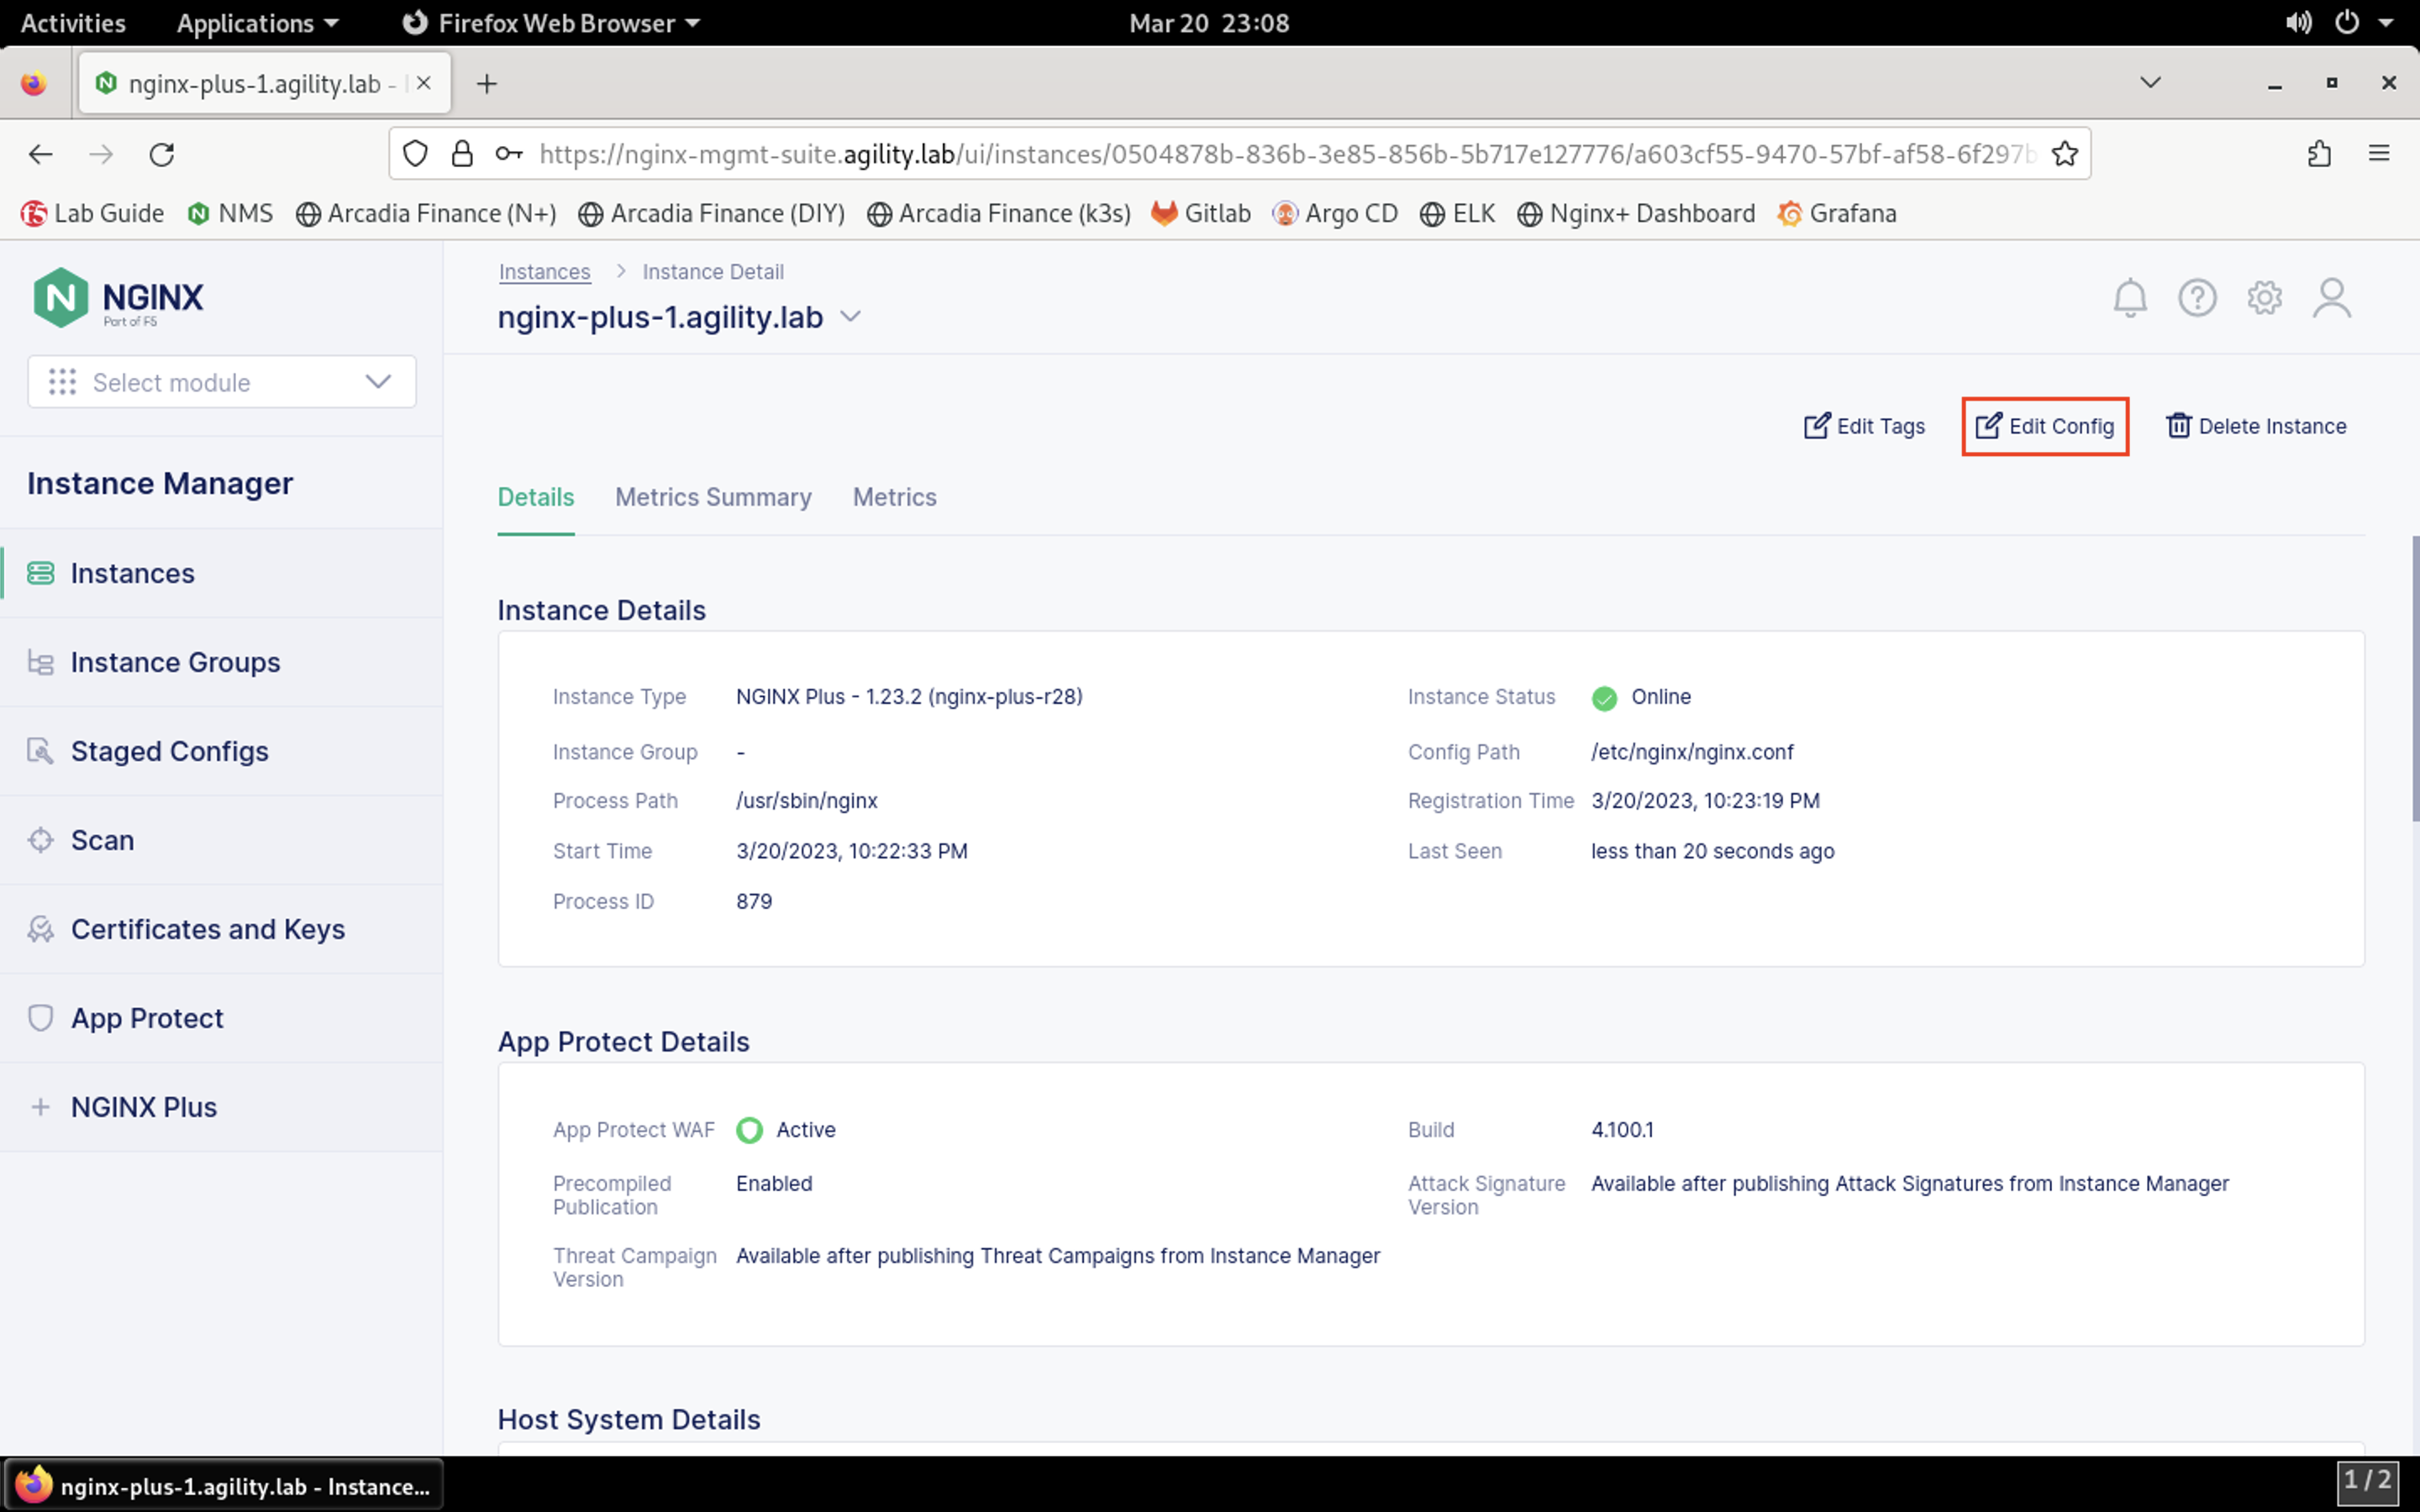 Activities Applications Firefox Web Browser Mar 20 23:08
nginx-plus-1.agility.lab -
https://nginx-mgmt-suite.agility.lab/ui/instances/0504878b-836b-3e85-856b-5b717e127776/a603cf55-9470-57bf-af58-6f297b
Lab Guide NMS Arcadia Finance (N+) Arcadia Finance (DIY) Arcadia Finance (k3s) Gitlab Argo CD ELK Nginx+ Dashboard Grafana
NGINX
Part of F5
Select module
Instance Manager
Instances
Instance Groups
Staged Configs
Scan
Certificates and Keys
App Protect
NGINX Plus
Instances > Instance Detail
nginx-plus-1.agility.lab
Edit Tags Edit Config Delete Instance
Details Metrics Summary Metrics
Instance Details
Instance Type NGINX Plus - 1.23.2 (nginx-plus-r28) Instance Status Online
Instance Group - Config Path /etc/nginx/nginx.conf
Process Path /usr/sbin/nginx Registration Time 3/20/2023, 10:23:19 PM
Start Time 3/20/2023, 10:22:33 PM Last Seen less than 20 seconds ago
Process ID 879
App Protect Details
App Protect WAF Active Build 4.100.1
Precompiled Enabled Attack Signature Available after publishing Attack Signatures from Instance Manager
Publication Version
Threat Campaign Available after publishing Threat Campaigns from Instance Manager
Version
Host System Details
nginx-plus-1.agility.lab - Instance... 1 / 2